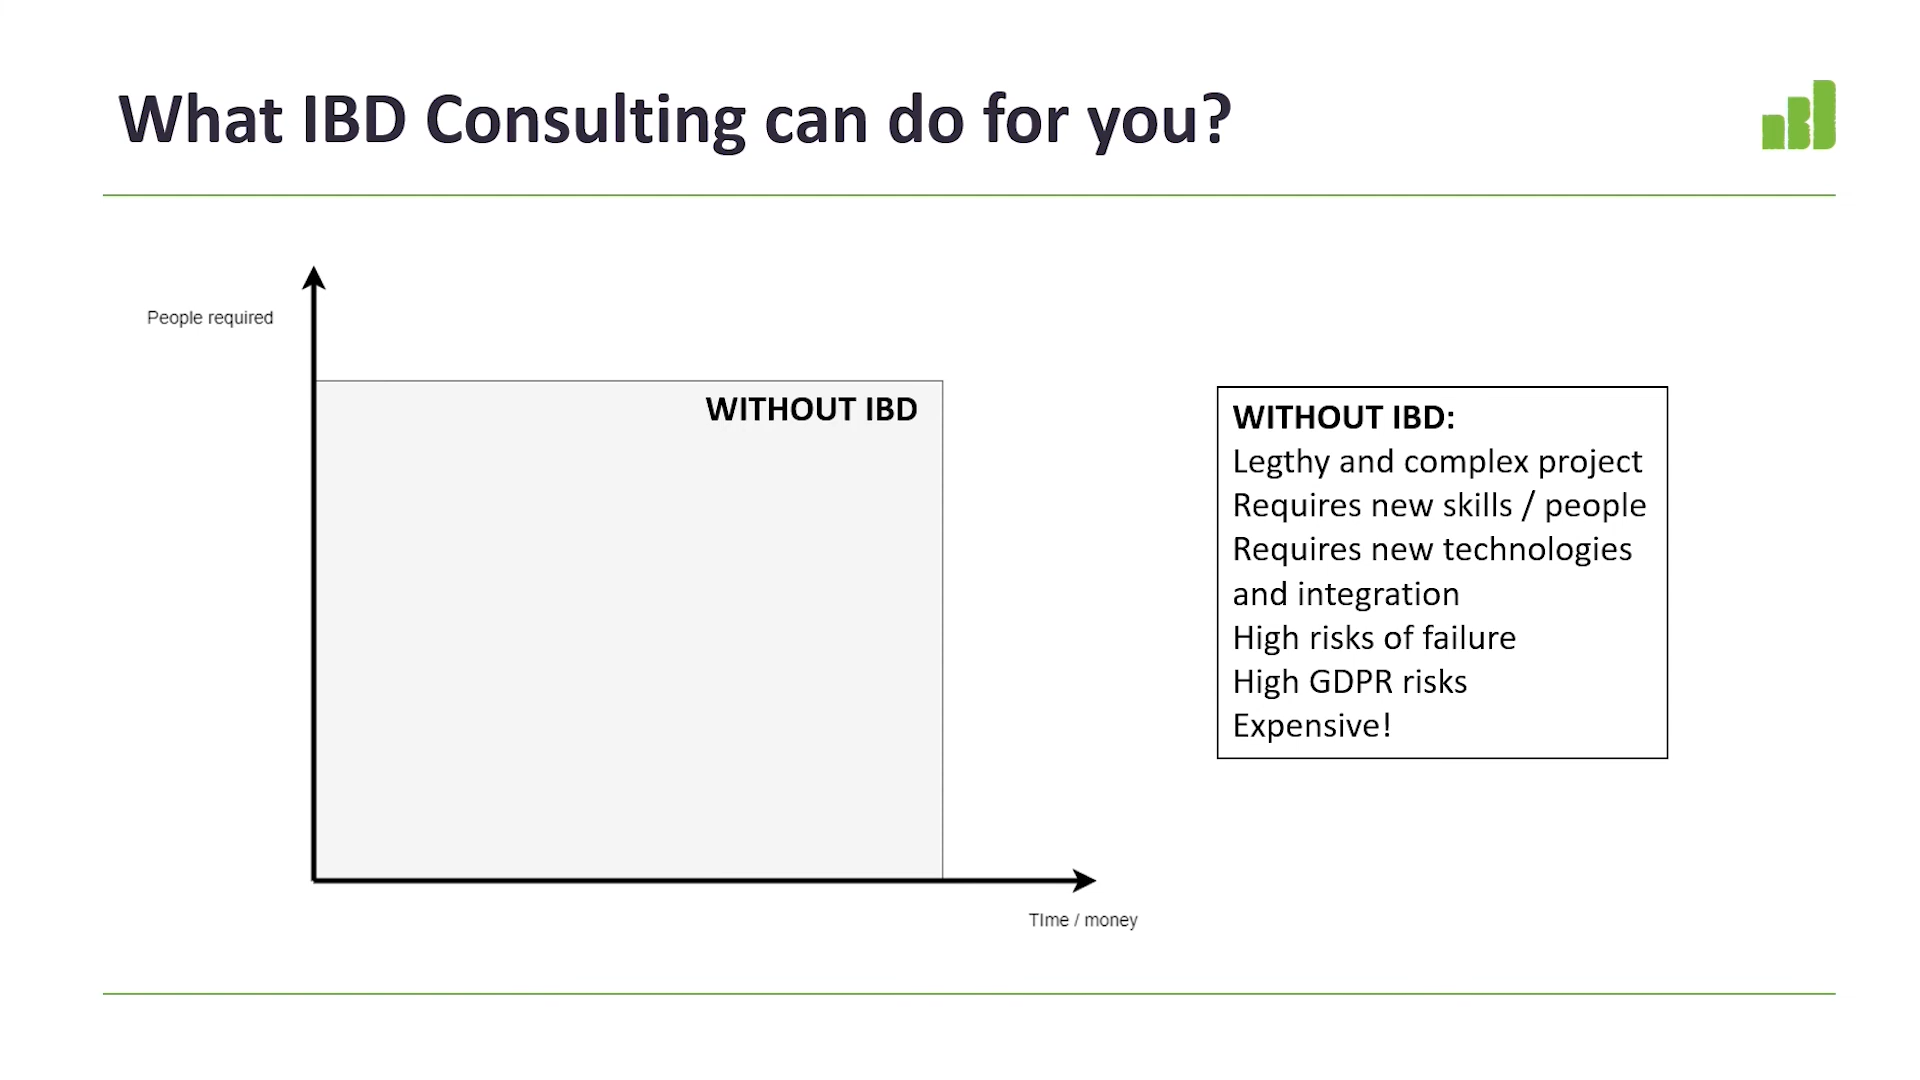 What IBD Consulting can do for you?
People required
WITHOUT IBD
WITHOUT IBD:
Legthy and complex project
Requires new skills / people
Requires new technologies
and integration
High risks of failure
High GDPR risks
Expensive!
TIme / money